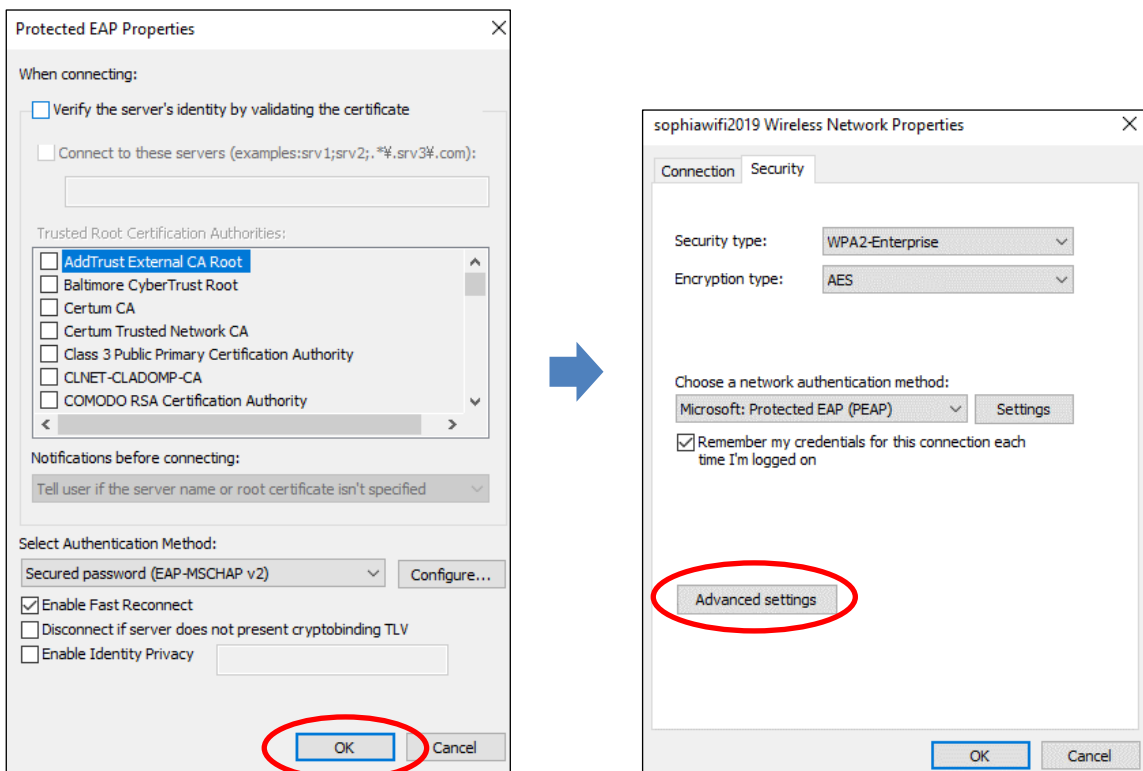 Protected EAP Properties
When connecting:
Verify the server's identity by validating the certificate
Connect to these servers (examples:srv1;srv2;.*¥.srv3¥.com):
Trusted Root Certification Authorities:
AddTrust External CA Root
Baltimore CyberTrust Root
Certum CA
Certum Trusted Network CA
Class 3 Public Primary Certification Authority
CLNET-CLADOMP-CA
COMODO RSA Certification Authority
Notifications before connecting:
Tell user if the server name or root certificate isn't specified
Select Authentication Method:
Secured password (EAP-MSCHAP v2)
Configure...
Enable Fast Reconnect
Disconnect if server does not present cryptobinding TLV
Enable Identity Privacy
OK
Cancel
sophiawifi2019 Wireless Network Properties
Connection
Security
Security type:
WPA2-Enterprise
Encryption type:
AES
Choose a network authentication method:
Microsoft: Protected EAP (PEAP)
Settings
Remember my credentials for this connection each
time I'm logged on
Advanced settings
OK
Cancel